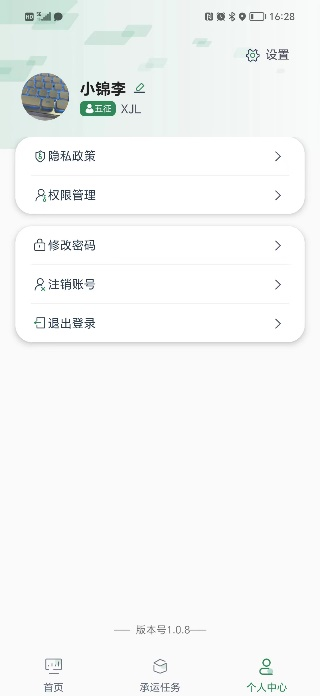 HD 16:28
设置
小锦李
五征 XJL
隐私政策
权限管理
修改密码
注销账号
退出登录
版本号1.0.8
首页 承运任务 个人中心